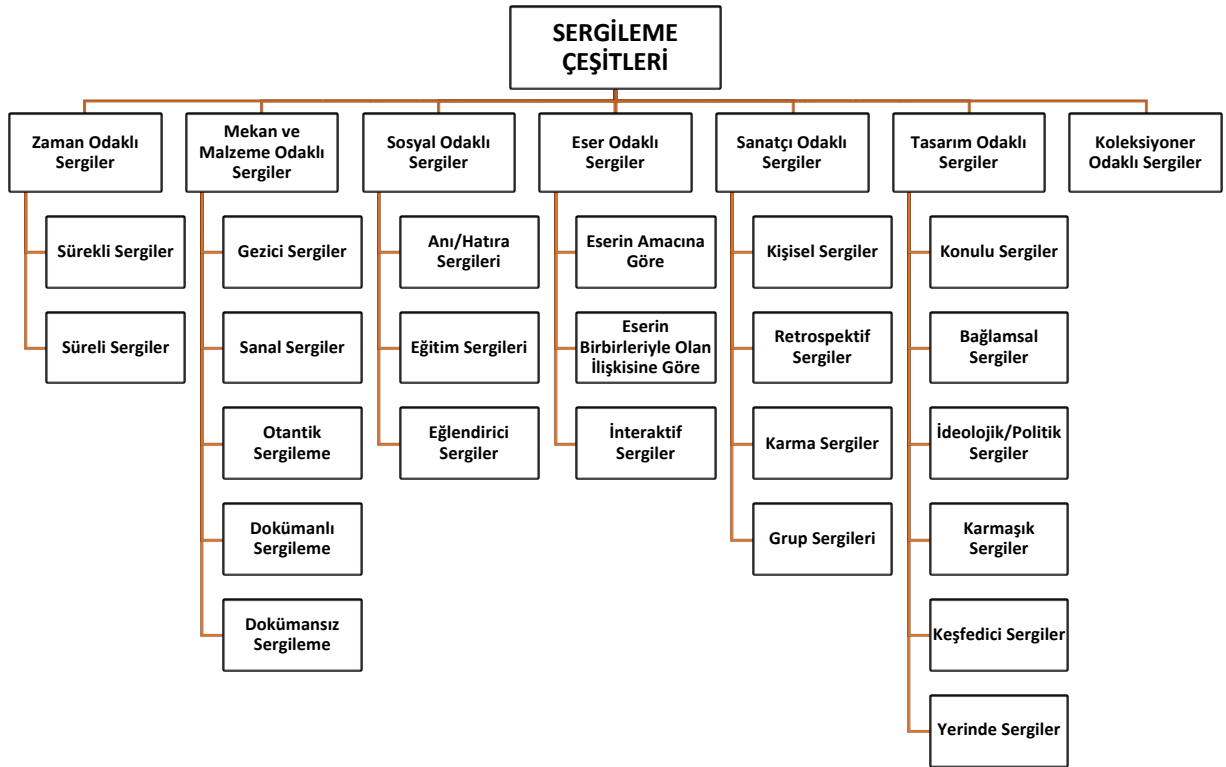 SERGİLEME
ÇEŞİTLERİ
Zaman Odaklı
Sergiler
Sürekli Sergiler
Süreli Sergiler
Mekan ve
Malzeme Odaklı
Sergiler
Gezici Sergiler
Sanal Sergiler
Otantik
Sergileme
Dokümanlı
Sergileme
Dokümansız
Sergileme
Sosyal Odaklı
Sergiler
Anı/Hatıra
Sergileri
Eğitim Sergileri
Eğlendirici
Sergiler
Eser Odaklı
Sergiler
Eserin Amacına
Göre
Eserin
Birbirleriyle Olan
İlişkisine Göre
İnteraktif
Sergiler
Sanatçı Odaklı
Sergiler
Kişisel Sergiler
Retrospektif
Sergiler
Karma Sergiler
Grup Sergileri
Tasarım Odaklı
Sergiler
Konulu Sergiler
Bağlamsal
Sergiler
İdeolojik/Politik
Sergiler
Karmaşık
Sergiler
Keşfedici Sergiler
Yerinde Sergiler
Koleksiyoner
Odaklı Sergiler